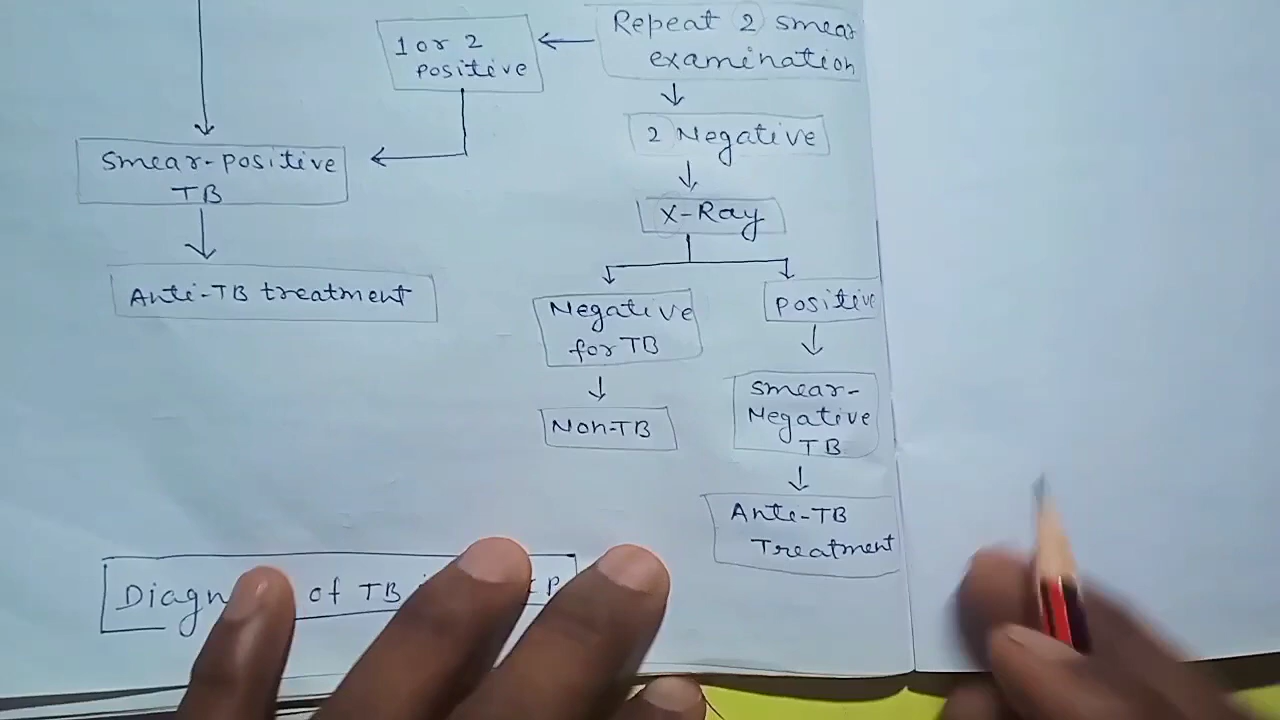 Repeat 2 smear
examination
1 or 2
positive
2 Negative
smear-positive
TB
X-Ray
Anti-TB treatment
Negative
for TB
positive
Non-TB
smear-
Negative
TB
Anti-TB
Treatment
of TB